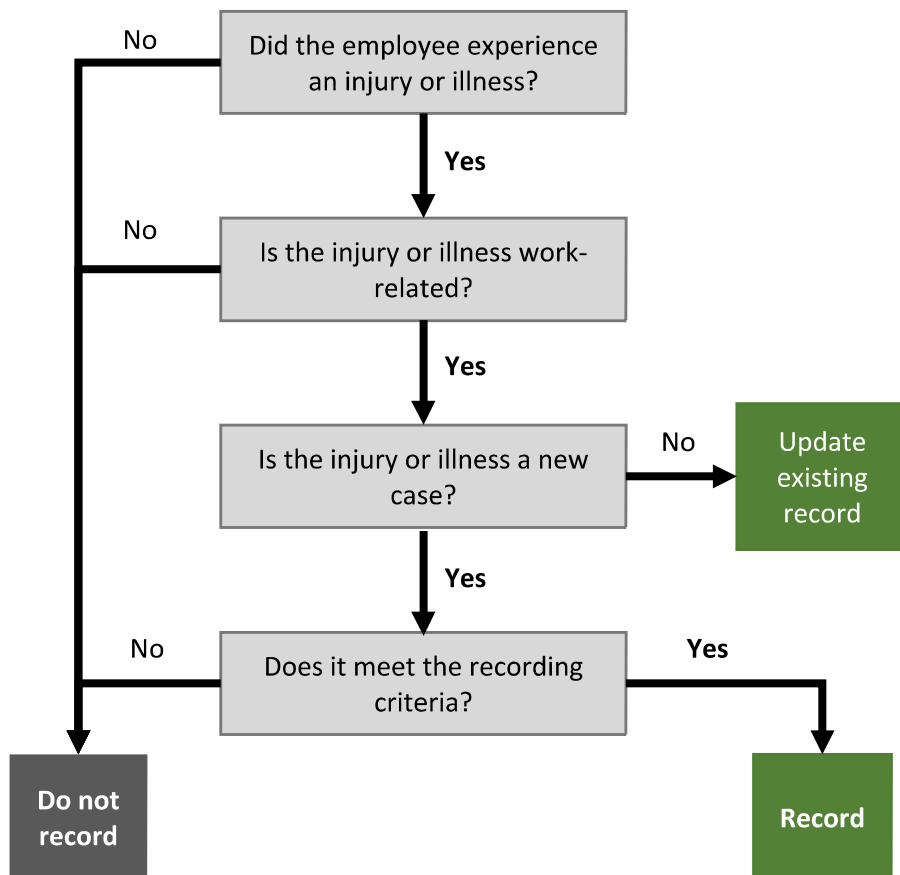 No
Did the employee experience
an injury or illness?
Yes
No
Is the injury or illness work-
related?
Yes
Is the injury or illness a new
case?
No
Update
existing
record
Yes
No
Does it meet the recording
criteria?
Yes
Do not
record
Record